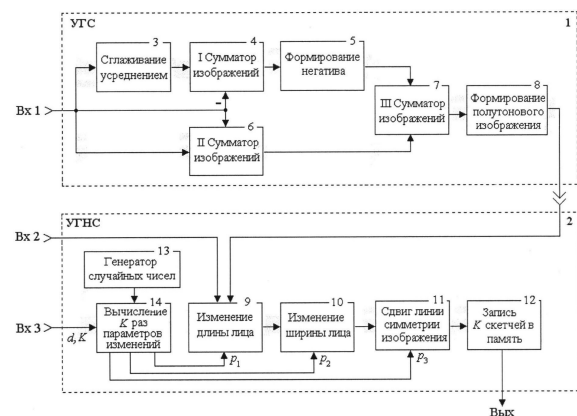 УГС
1
3
Сглаживание
усреднением
4
I Сумматор
изображений
5
Формирование
негатива
Вх 1
–
6
II Сумматор
изображений
7
III Сумматор
изображений
8
Формирование
полутонового
изображения
УГНС
2
Вх 2
13
Генератор
случайных чисел
Вх 3
d, K
14
Вычисление
K раз
параметров
изменений
9
Изменение
длины лица
10
Изменение
ширины лица
11
Сдвиг линии
симметрии
изображения
12
Запись
K скетчей в
память
p1
p2
p3
Вых